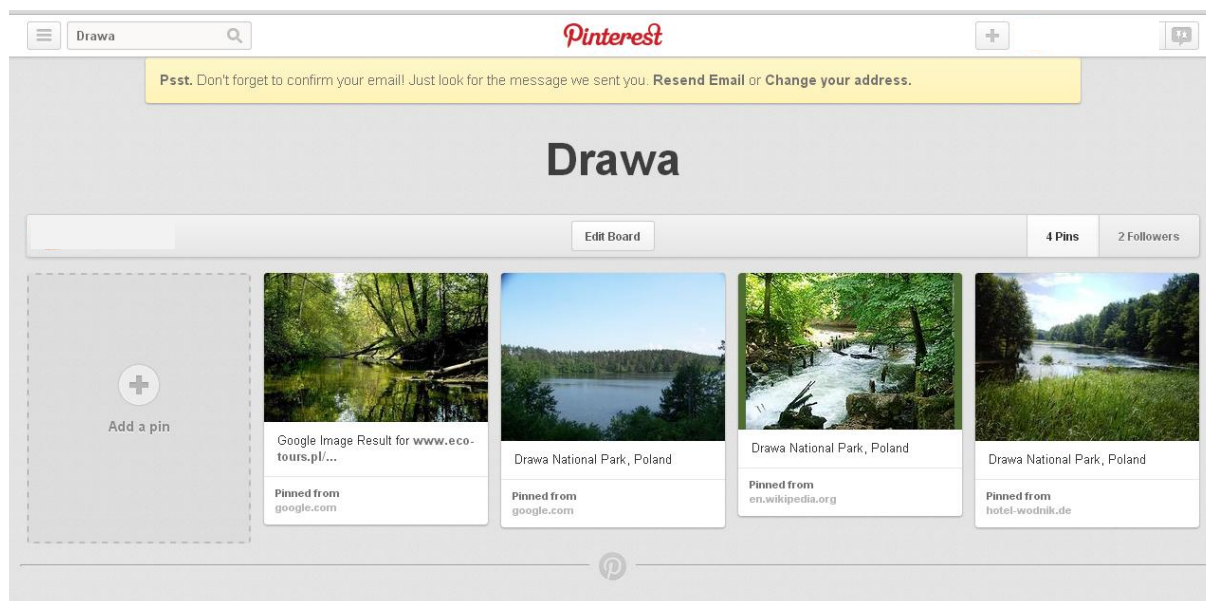 Drawa
Pinterest
Psst. Don't forget to confirm your email! Just look for the message we sent you. Resend Email or Change your address.
Drawa
Edit Board
4 Pins
2 Followers
Add a pin
Google Image Result for www.eco-
tours.pl/...
Pinned from
google.com
Drawa National Park, Poland
Pinned from
google.com
Drawa National Park, Poland
Pinned from
en.wikipedia.org
Drawa National Park, Poland
Pinned from
hotel-wodnik.de